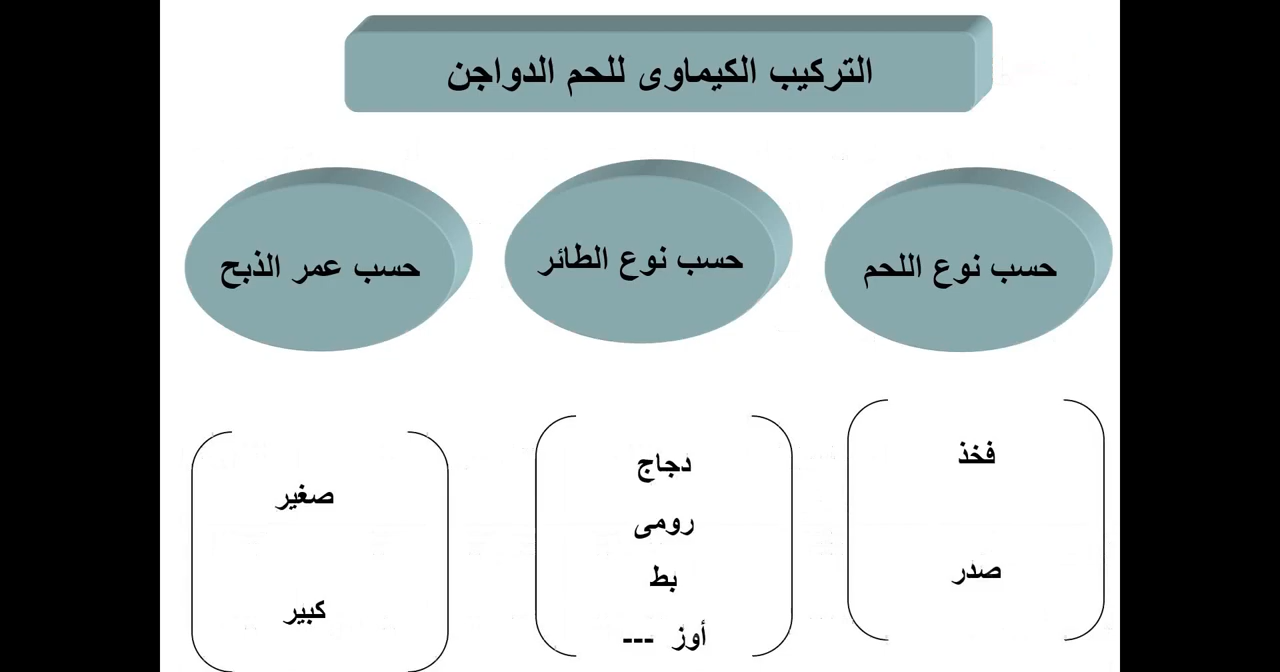 التركيب الكيماوى للحم الدواجن
حسب نوع اللحم
حسب نوع الطائر
حسب عمر الذبح
فخذ
صدر
دجاج
رومى
بط
أوز ---
صغير
كبير